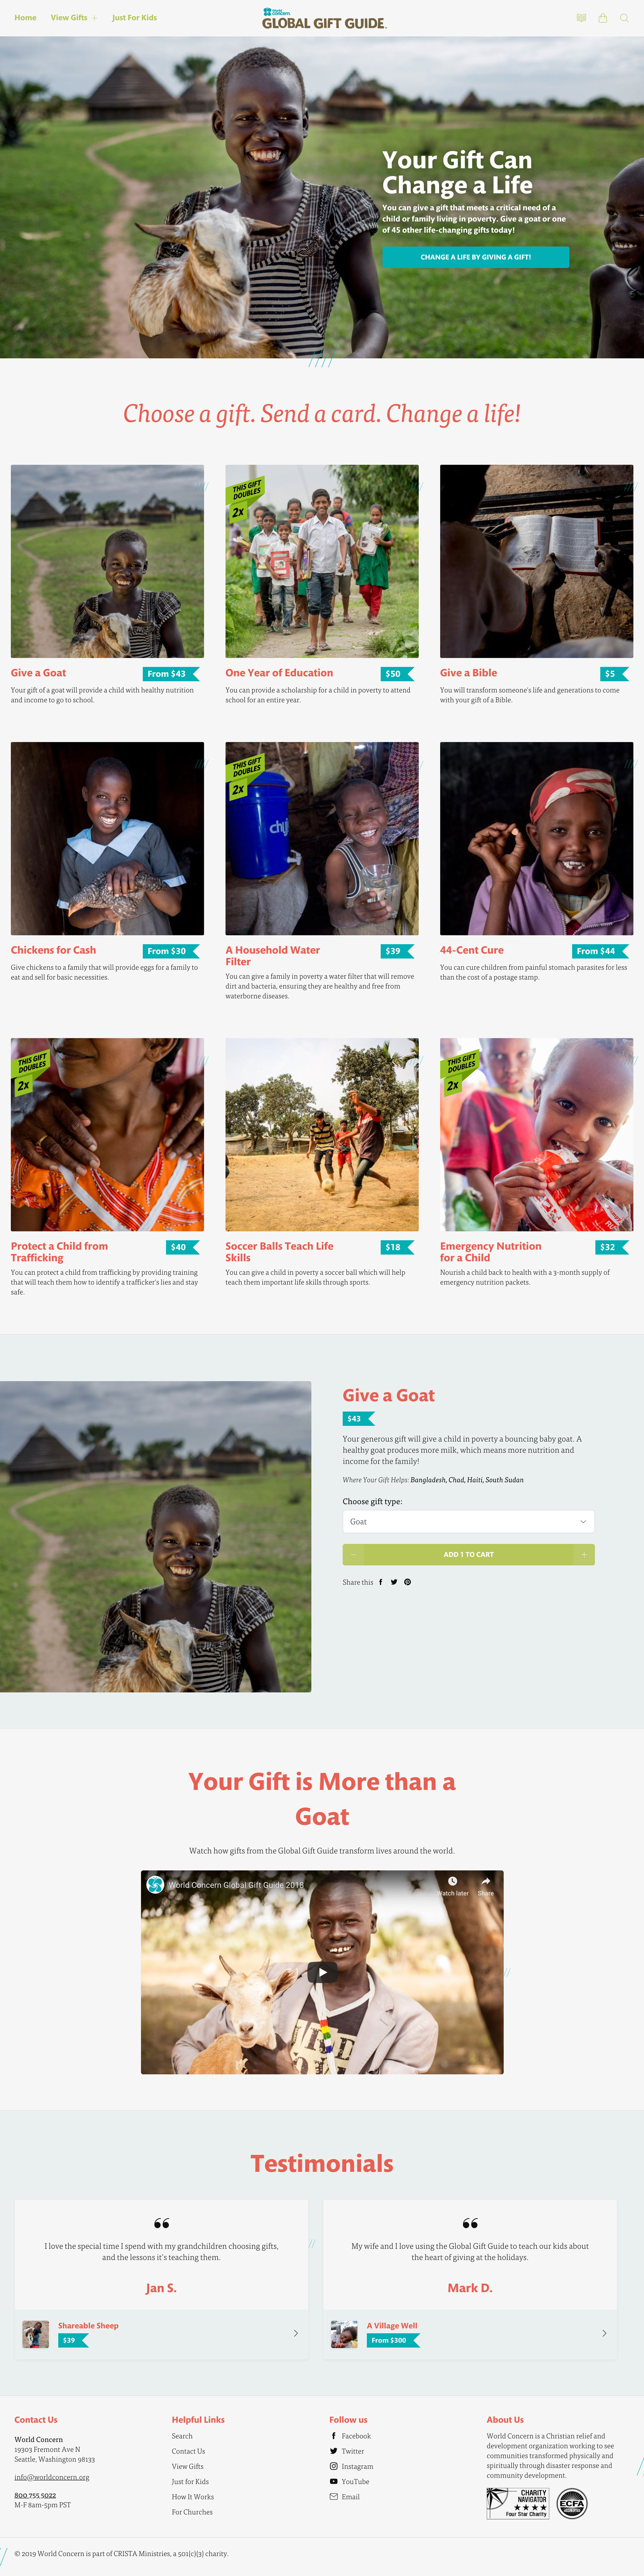 Home
View Gifts +
Just For Kids
WORLD CONCERN
GLOBAL GIFT GUIDE
Your Gift Can
Change a Life
You can give a gift that meets a critical need of a
child or family living in poverty. Give a goat or one
of 45 other life-changing gifts today!
CHANGE A LIFE BY GIVING A GIFT!
Choose a gift. Send a card. Change a life!
Give a Goat
From $43
Your gift of a goat will provide a child with healthy nutrition
and income to go to school.
THIS GIFT
DOUBLES
2x
One Year of Education
$50
You can provide a scholarship for a child in poverty to attend
school for an entire year.
Give a Bible
$5
You will transform someone's life and generations to come
with your gift of a Bible.
Chickens for Cash
From $30
Give chickens to a family that will provide eggs for a family to
eat and sell for basic necessities.
THIS GIFT
DOUBLES
2x
A Household Water
Filter
$39
You can give a family in poverty a water filter that will remove
dirt and bacteria, ensuring they are healthy and free from
waterborne diseases.
44-Cent Cure
From $44
You can cure children from painful stomach parasites for less
than the cost of a postage stamp.
THIS GIFT
DOUBLES
2x
Protect a Child from
Trafficking
$40
You can protect a child from trafficking by providing training
that will teach them how to identify a trafficker's lies and stay
safe.
Soccer Balls Teach Life
Skills
$18
You can give a child in poverty a soccer ball which will help
teach them important life skills through sports.
THIS GIFT
DOUBLES
2x
Emergency Nutrition
for a Child
$32
Nourish a child back to health with a 3-month supply of
emergency nutrition packets.
Give a Goat
$43
Your generous gift will give a child in poverty a bouncing baby goat. A
healthy goat produces more milk, which means more nutrition and
income for the family!
Where Your Gift Helps: Bangladesh, Chad, Haiti, South Sudan
Choose gift type:
Goat
− ADD 1 TO CART +
Share this
Your Gift is More than a
Goat
Watch how gifts from the Global Gift Guide transform lives around the world.
World Concern Global Gift Guide 2018
Watch later
Share
Testimonials
I love the special time I spend with my grandchildren choosing gifts,
and the lessons it's teaching them.
Jan S.
Shareable Sheep
$39
My wife and I love using the Global Gift Guide to teach our kids about
the heart of giving at the holidays.
Mark D.
A Village Well
From $300
Contact Us
World Concern
19303 Fremont Ave N
Seattle, Washington 98133
info@worldconcern.org
800.755.5022
M-F 8am-5pm PST
Helpful Links
Search
Contact Us
View Gifts
Just for Kids
How It Works
For Churches
Follow us
Facebook
Twitter
Instagram
YouTube
Email
About Us
World Concern is a Christian relief and
development organization working to see
communities transformed physically and
spiritually through disaster response and
community development.
CHARITY
NAVIGATOR
Four Star Charity
ECFA
© 2019 World Concern is part of CRISTA Ministries, a 501(c)(3) charity.